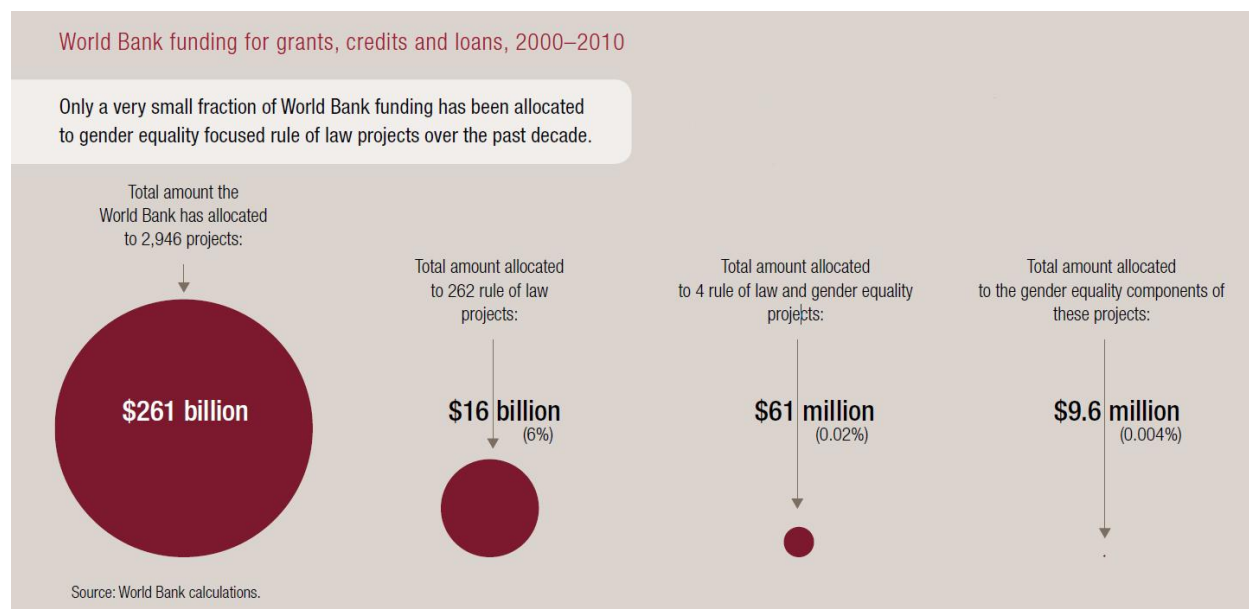 World Bank funding for grants, credits and loans, 2000–2010
Only a very small fraction of World Bank funding has been allocated
to gender equality focused rule of law projects over the past decade.
Total amount the
World Bank has allocated
to 2,946 projects:
$261 billion
Total amount allocated
to 262 rule of law
projects:
$16 billion
(6%)
Total amount allocated
to 4 rule of law and gender equality
projects:
$61 million
(0.02%)
Total amount allocated
to the gender equality components of
these projects:
$9.6 million
(0.004%)
Source: World Bank calculations.